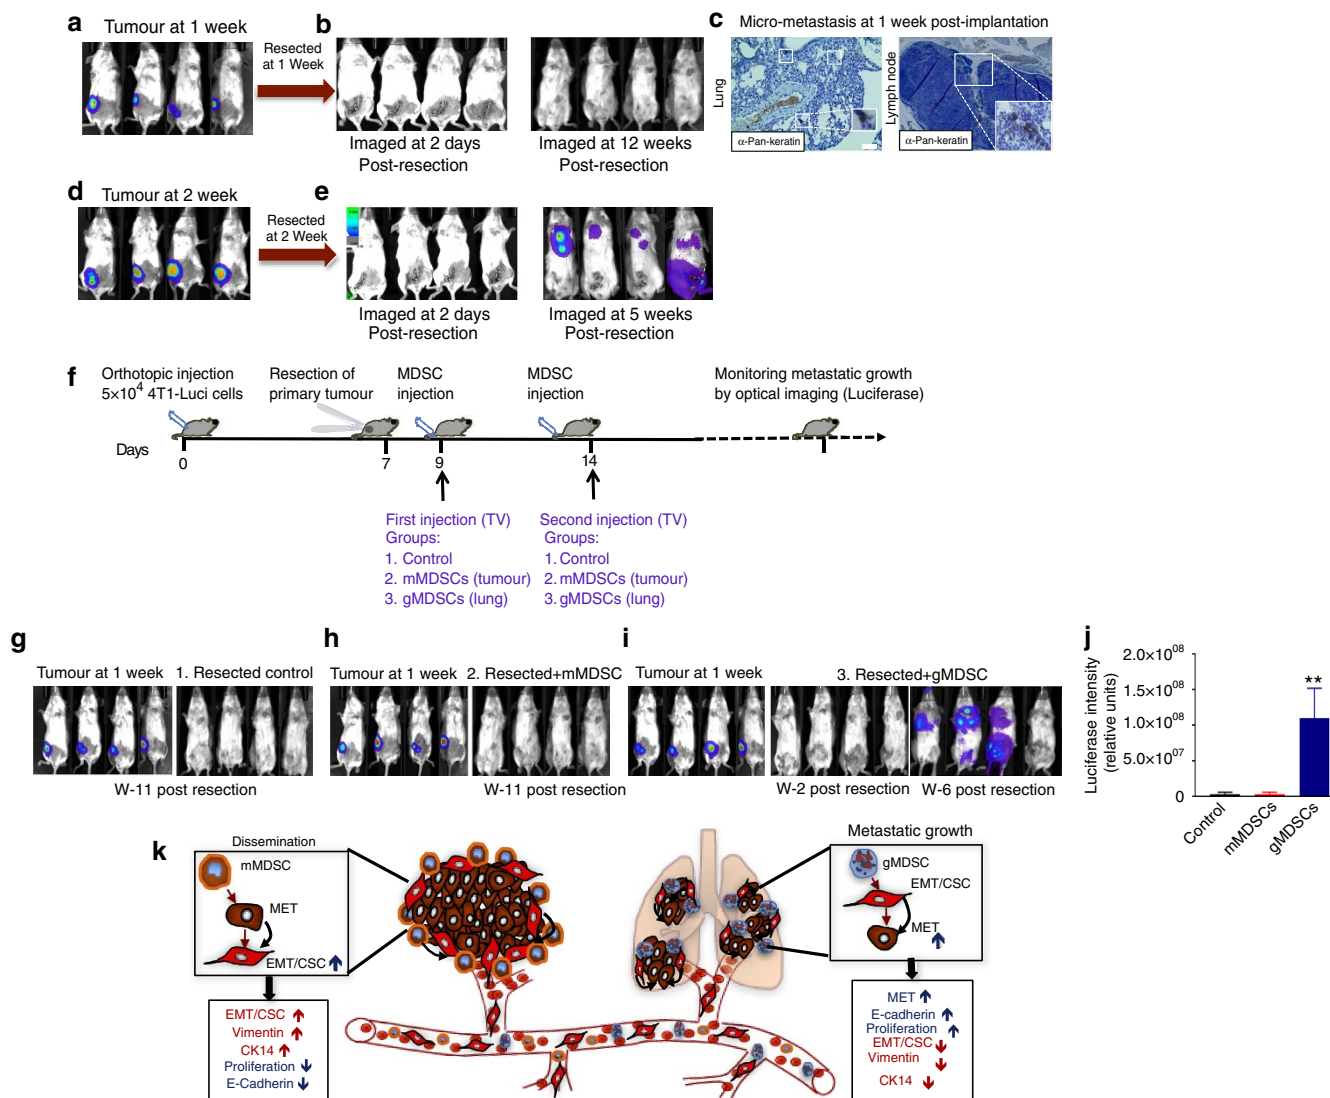 a
Tumour at 1 week
Resected
at 1 Week
b
Imaged at 2 days
Post-resection
Imaged at 12 weeks
Post-resection
c
Micro-metastasis at 1 week post-implantation
Lung
α-Pan-keratin
Lymph node
α-Pan-keratin
d
Tumour at 2 week
Resected
at 2 Week
e
Imaged at 2 days
Post-resection
Imaged at 5 weeks
Post-resection
f
Orthotopic injection
5×10⁴ 4T1-Luci cells
Resection of
primary tumour
MDSC
injection
MDSC
injection
Monitoring metastatic growth
by optical imaging (Luciferase)
Days
0
7
9
14
First injection (TV)
Groups:
1. Control
2. mMDSCs (tumour)
3. gMDSCs (lung)
Second injection (TV)
Groups:
1. Control
2. mMDSCs (tumour)
3. gMDSCs (lung)
g
Tumour at 1 week
1. Resected control
W-11 post resection
h
Tumour at 1 week
2. Resected+mMDSC
W-11 post resection
i
Tumour at 1 week
3. Resected+gMDSC
W-2 post resection
W-6 post resection
j
Luciferase intensity
(relative units)
2.0×10⁰⁸
1.5×10⁰⁸
1.0×10⁰⁸
5.0×10⁰⁷
0
**
Control
mMDSCs
gMDSCs
k
Dissemination
mMDSC
MET
EMT/CSC
EMT/CSC
Vimentin
CK14
Proliferation
E-Cadherin
Metastatic growth
gMDSC
EMT/CSC
MET
MET
E-cadherin
Proliferation
EMT/CSC
Vimentin
CK14